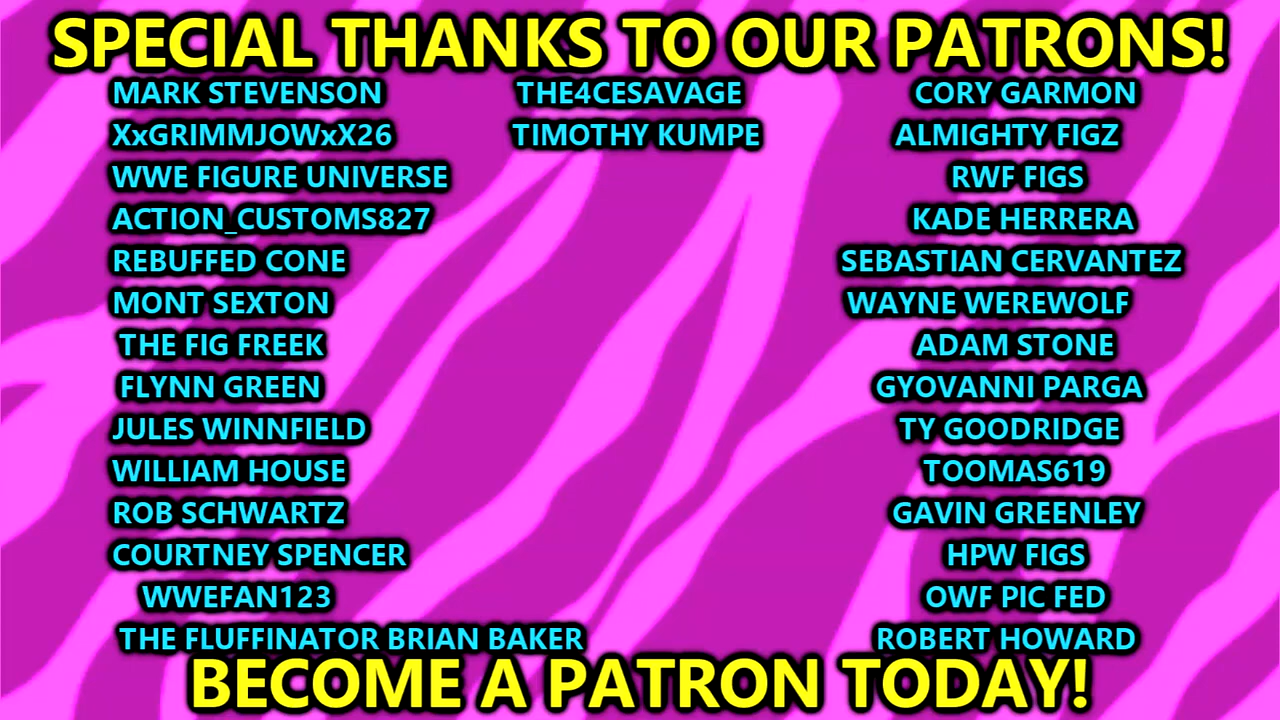 SPECIAL THANKS TO OUR PATRONS!
MARK STEVENSON
XxGRIMMJOWxX26
WWE FIGURE UNIVERSE
ACTION_CUSTOMS827
REBUFFED CONE
MONT SEXTON
THE FIG FREEK
FLYNN GREEN
JULES WINNFIELD
WILLIAM HOUSE
ROB SCHWARTZ
COURTNEY SPENCER
WWEFAN123
THE FLUFFINATOR BRIAN BAKER
THE4CESAVAGE
TIMOTHY KUMPE
CORY GARMON
ALMIGHTY FIGZ
RWF FIGS
KADE HERRERA
SEBASTIAN CERVANTEZ
WAYNE WEREWOLF
ADAM STONE
GYOVANNI PARGA
TY GOODRIDGE
TOOMAS619
GAVIN GREENLEY
HPW FIGS
OWF PIC FED
ROBERT HOWARD
BECOME A PATRON TODAY!